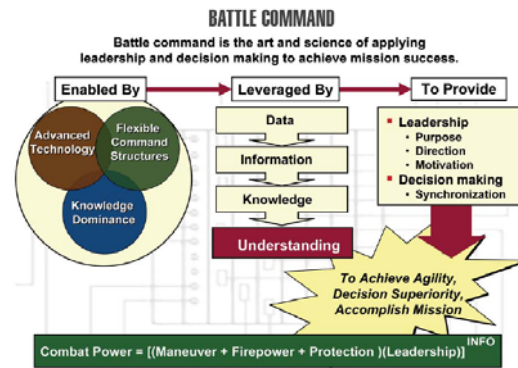 BATTLE COMMAND
Battle command is the art and science of applying
leadership and decision making to achieve mission success.
Enabled By
Leveraged By
To Provide
Advanced
Technology
Flexible
Command
Structures
Knowledge
Dominance
Data
Information
Knowledge
Understanding
▪ Leadership
• Purpose
• Direction
• Motivation
▪ Decision making
• Synchronization
To Achieve Agility,
Decision Superiority,
Accomplish Mission
INFO
Combat Power = [(Maneuver + Firepower + Protection )(Leadership)]